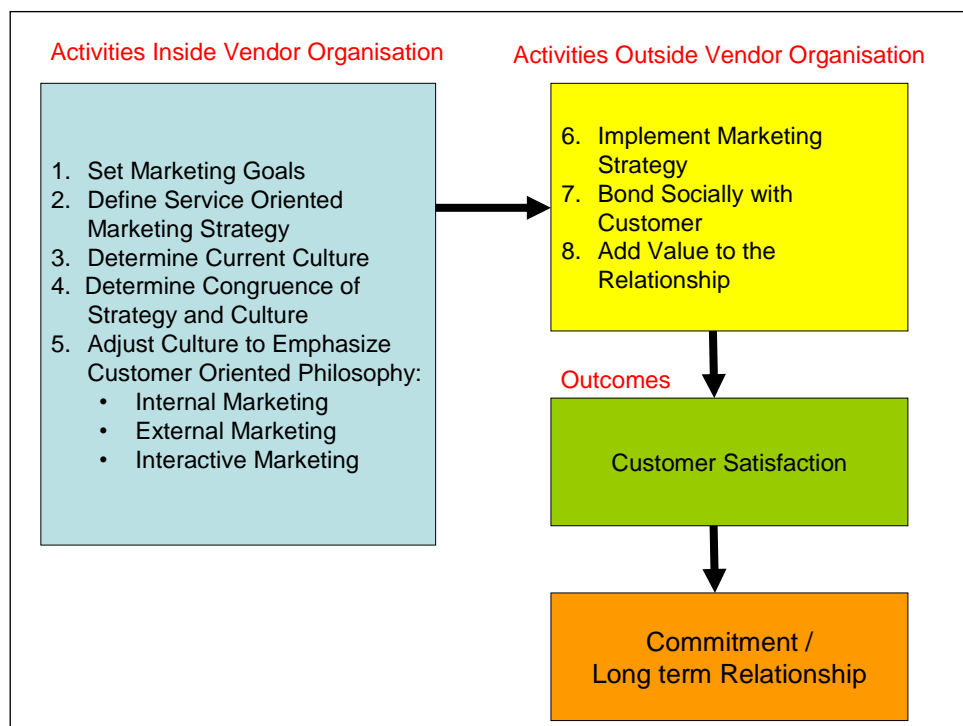 Activities Inside Vendor Organisation
1. Set Marketing Goals
2. Define Service Oriented
Marketing Strategy
3. Determine Current Culture
4. Determine Congruence of
Strategy and Culture
5. Adjust Culture to Emphasize
Customer Oriented Philosophy:
• Internal Marketing
• External Marketing
• Interactive Marketing
Activities Outside Vendor Organisation
6. Implement Marketing
Strategy
7. Bond Socially with
Customer
8. Add Value to the
Relationship
Outcomes
Customer Satisfaction
Commitment /
Long term Relationship